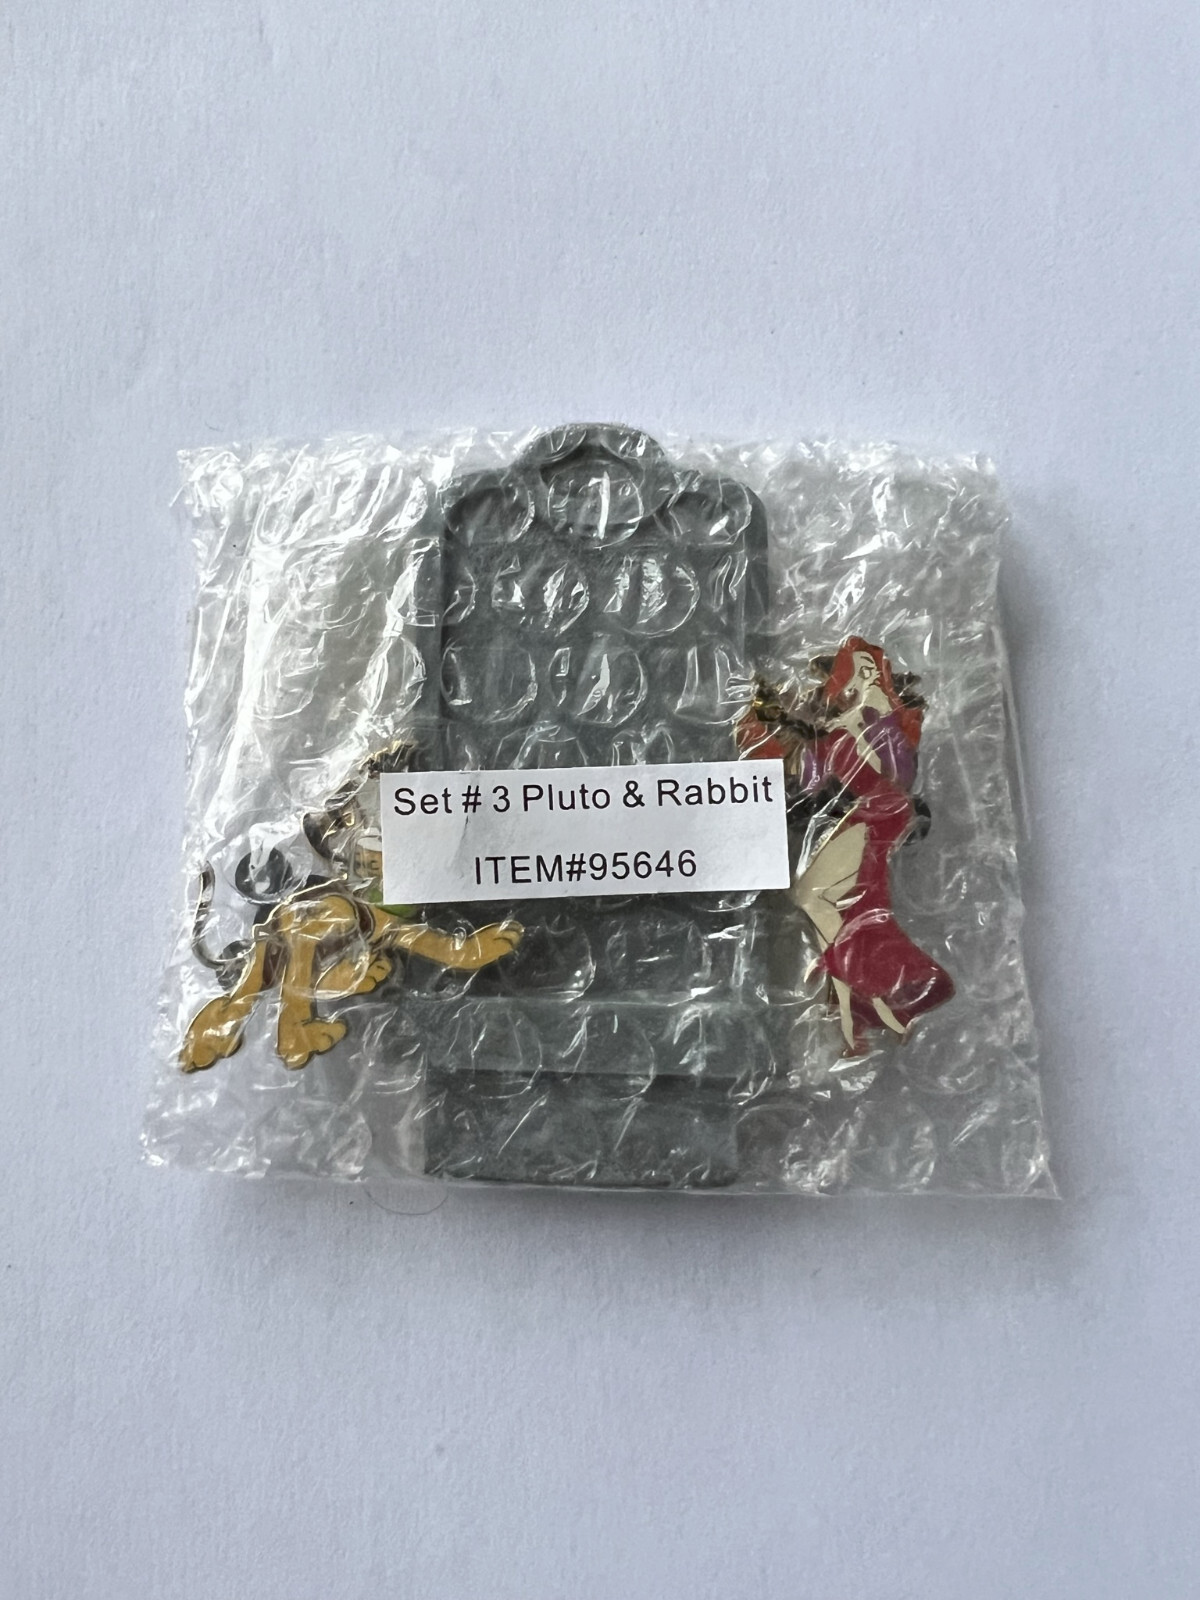 Set # 3 Pluto & Rabbit
ITEM#95646